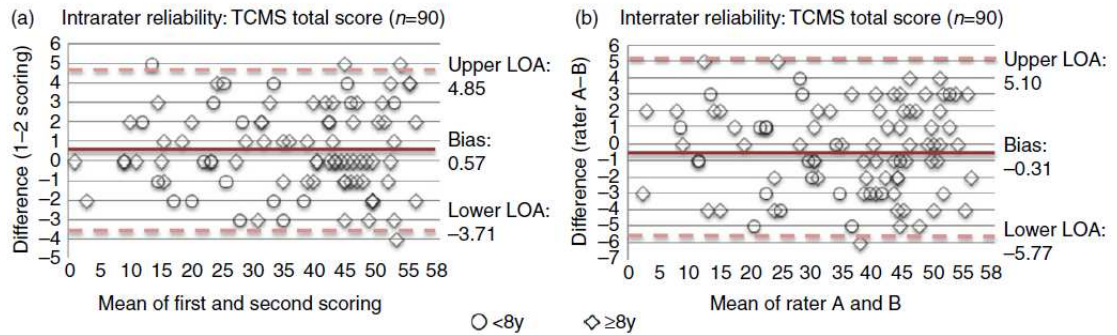 (a) Intrarater reliability: TCMS total score (n=90)
Difference (1–2 scoring)
6
5
4
3
2
1
0
–1
–2
–3
–4
–5
0 5 10 15 20 25 30 35 40 45 50 55 58
Mean of first and second scoring
Upper LOA:
4.85
Bias:
0.57
Lower LOA:
–3.71
(b) Interrater reliability: TCMS total score (n=90)
Difference (rater A–B)
6
5
4
3
2
1
0
–1
–2
–3
–4
–5
–6
–7
0 5 10 15 20 25 30 35 40 45 50 55 58
Mean of rater A and B
Upper LOA:
5.10
Bias:
–0.31
Lower LOA:
–5.77
<8y ≥8y